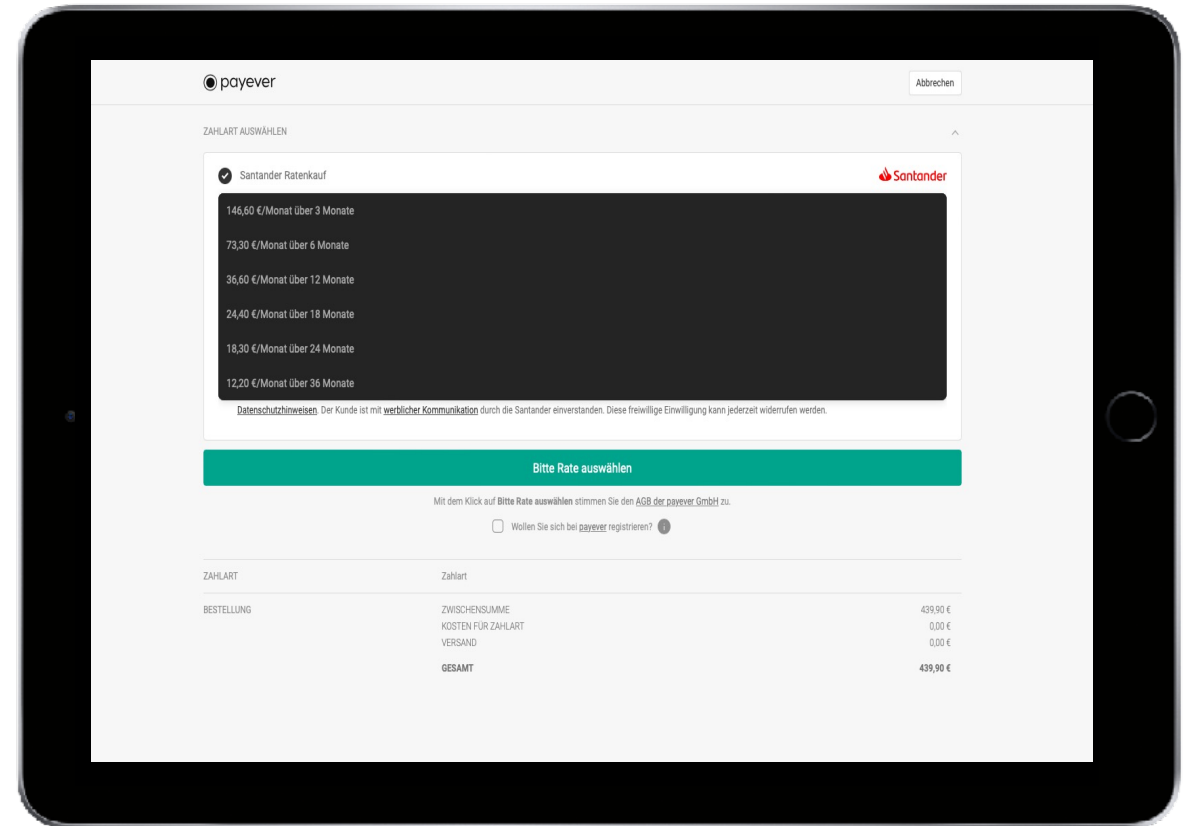 payever
Abbrechen
ZAHLART AUSWÄHLEN
Santander Ratenkauf
Santander
146,60 €/Monat über 3 Monate
73,30 €/Monat über 6 Monate
36,60 €/Monat über 12 Monate
24,40 €/Monat über 18 Monate
18,30 €/Monat über 24 Monate
12,20 €/Monat über 36 Monate
Datenschutzhinweisen. Der Kunde ist mit werblicher Kommunikation durch die Santander einverstanden. Diese freiwillige Einwilligung kann jederzeit widerrufen werden.
Bitte Rate auswählen
Mit dem Klick auf Bitte Rate auswählen stimmen Sie den AGB der payever GmbH zu.
Wollen Sie sich bei payever registrieren?
ZAHLART Zahlart
BESTELLUNG ZWISCHENSUMME 439,90 €
KOSTEN FÜR ZAHLART 0,00 €
VERSAND 0,00 €
GESAMT 439,90 €